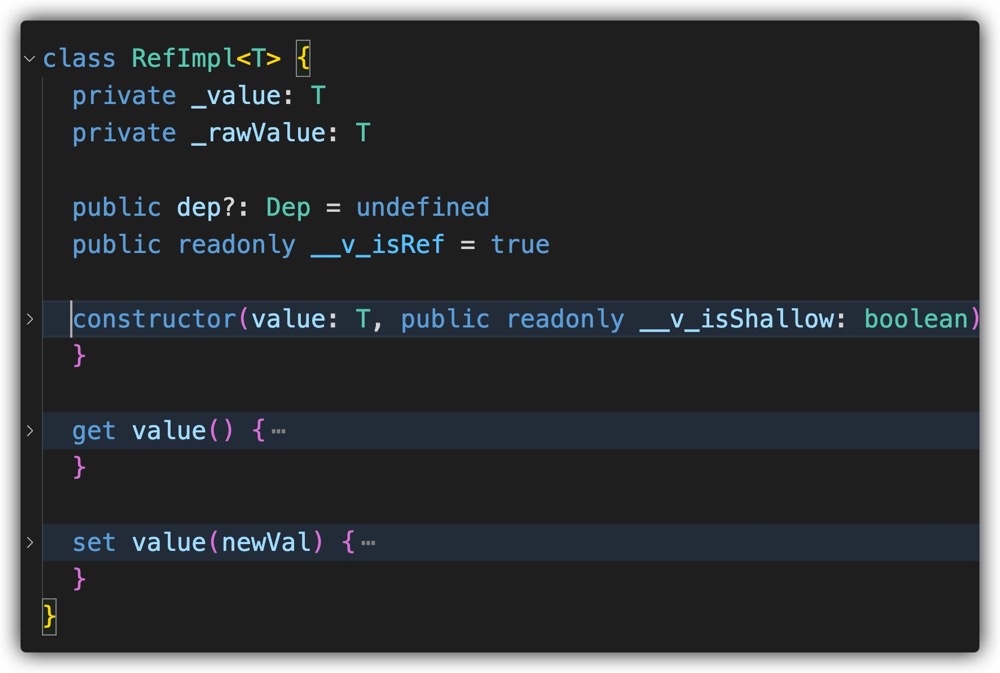 class RefImpl<T> {
private _value: T
private _rawValue: T
public dep?: Dep = undefined
public readonly __v_isRef = true
constructor(value: T, public readonly __v_isShallow: boolean)
}
get value() {⋯
}
set value(newVal) {⋯
}
}